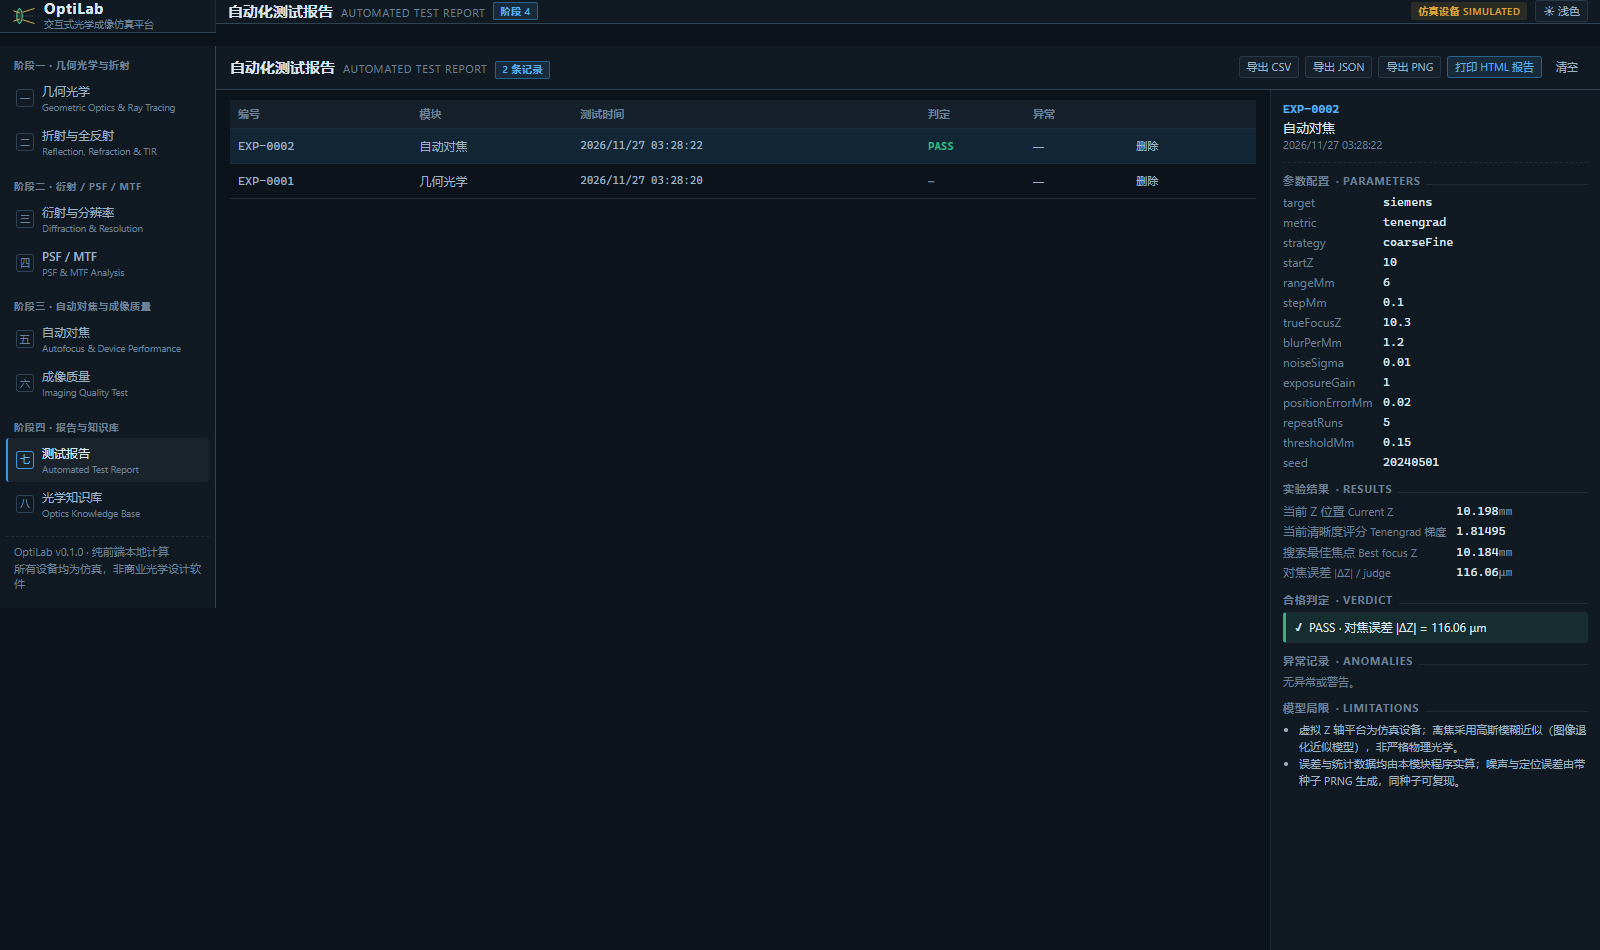 OptiLab
交互式光学成像仿真平台
自动化测试报告 AUTOMATED TEST REPORT 阶段 4
仿真设备 SIMULATED
☀ 浅色
阶段一 · 几何光学与折射
一 几何光学
Geometric Optics & Ray Tracing
二 折射与全反射
Reflection, Refraction & TIR
阶段二 · 衍射 / PSF / MTF
三 衍射与分辨率
Diffraction & Resolution
四 PSF / MTF
PSF & MTF Analysis
阶段三 · 自动对焦与成像质量
五 自动对焦
Autofocus & Device Performance
六 成像质量
Imaging Quality Test
阶段四 · 报告与知识库
七 测试报告
Automated Test Report
八 光学知识库
Optics Knowledge Base
OptiLab v0.1.0 · 纯前端本地计算
所有设备均为仿真，非商业光学设计软
件
自动化测试报告 AUTOMATED TEST REPORT 2 条记录
导出 CSV 导出 JSON 导出 PNG 打印 HTML 报告 清空
编号 模块 测试时间 判定 异常
EXP-0002 自动对焦 2026/11/27 03:28:22 PASS — 删除
EXP-0001 几何光学 2026/11/27 03:28:20 – — 删除
EXP-0002
自动对焦
2026/11/27 03:28:22
参数配置 · PARAMETERS
target siemens
metric tenengrad
strategy coarseFine
startZ 10
rangeMm 6
stepMm 0.1
trueFocusZ 10.3
blurPerMm 1.2
noiseSigma 0.01
exposureGain 1
positionErrorMm 0.02
repeatRuns 5
thresholdMm 0.15
seed 20240501
实验结果 · RESULTS
当前 Z 位置 Current Z 10.198mm
当前清晰度评分 Tenengrad 梯度 1.81495
搜索最佳焦点 Best focus Z 10.184mm
对焦误差 |ΔZ| / judge 116.06μm
合格判定 · VERDICT
✓ PASS · 对焦误差 |ΔZ| = 116.06 μm
异常记录 · ANOMALIES
无异常或警告。
模型局限 · LIMITATIONS
• 虚拟 Z 轴平台为仿真设备；离焦采用高斯模糊近似（图像退
化近似模型），非严格物理光学。
• 误差与统计数据均由本模块程序实算；噪声与定位误差由带
种子 PRNG 生成，同种子可复现。